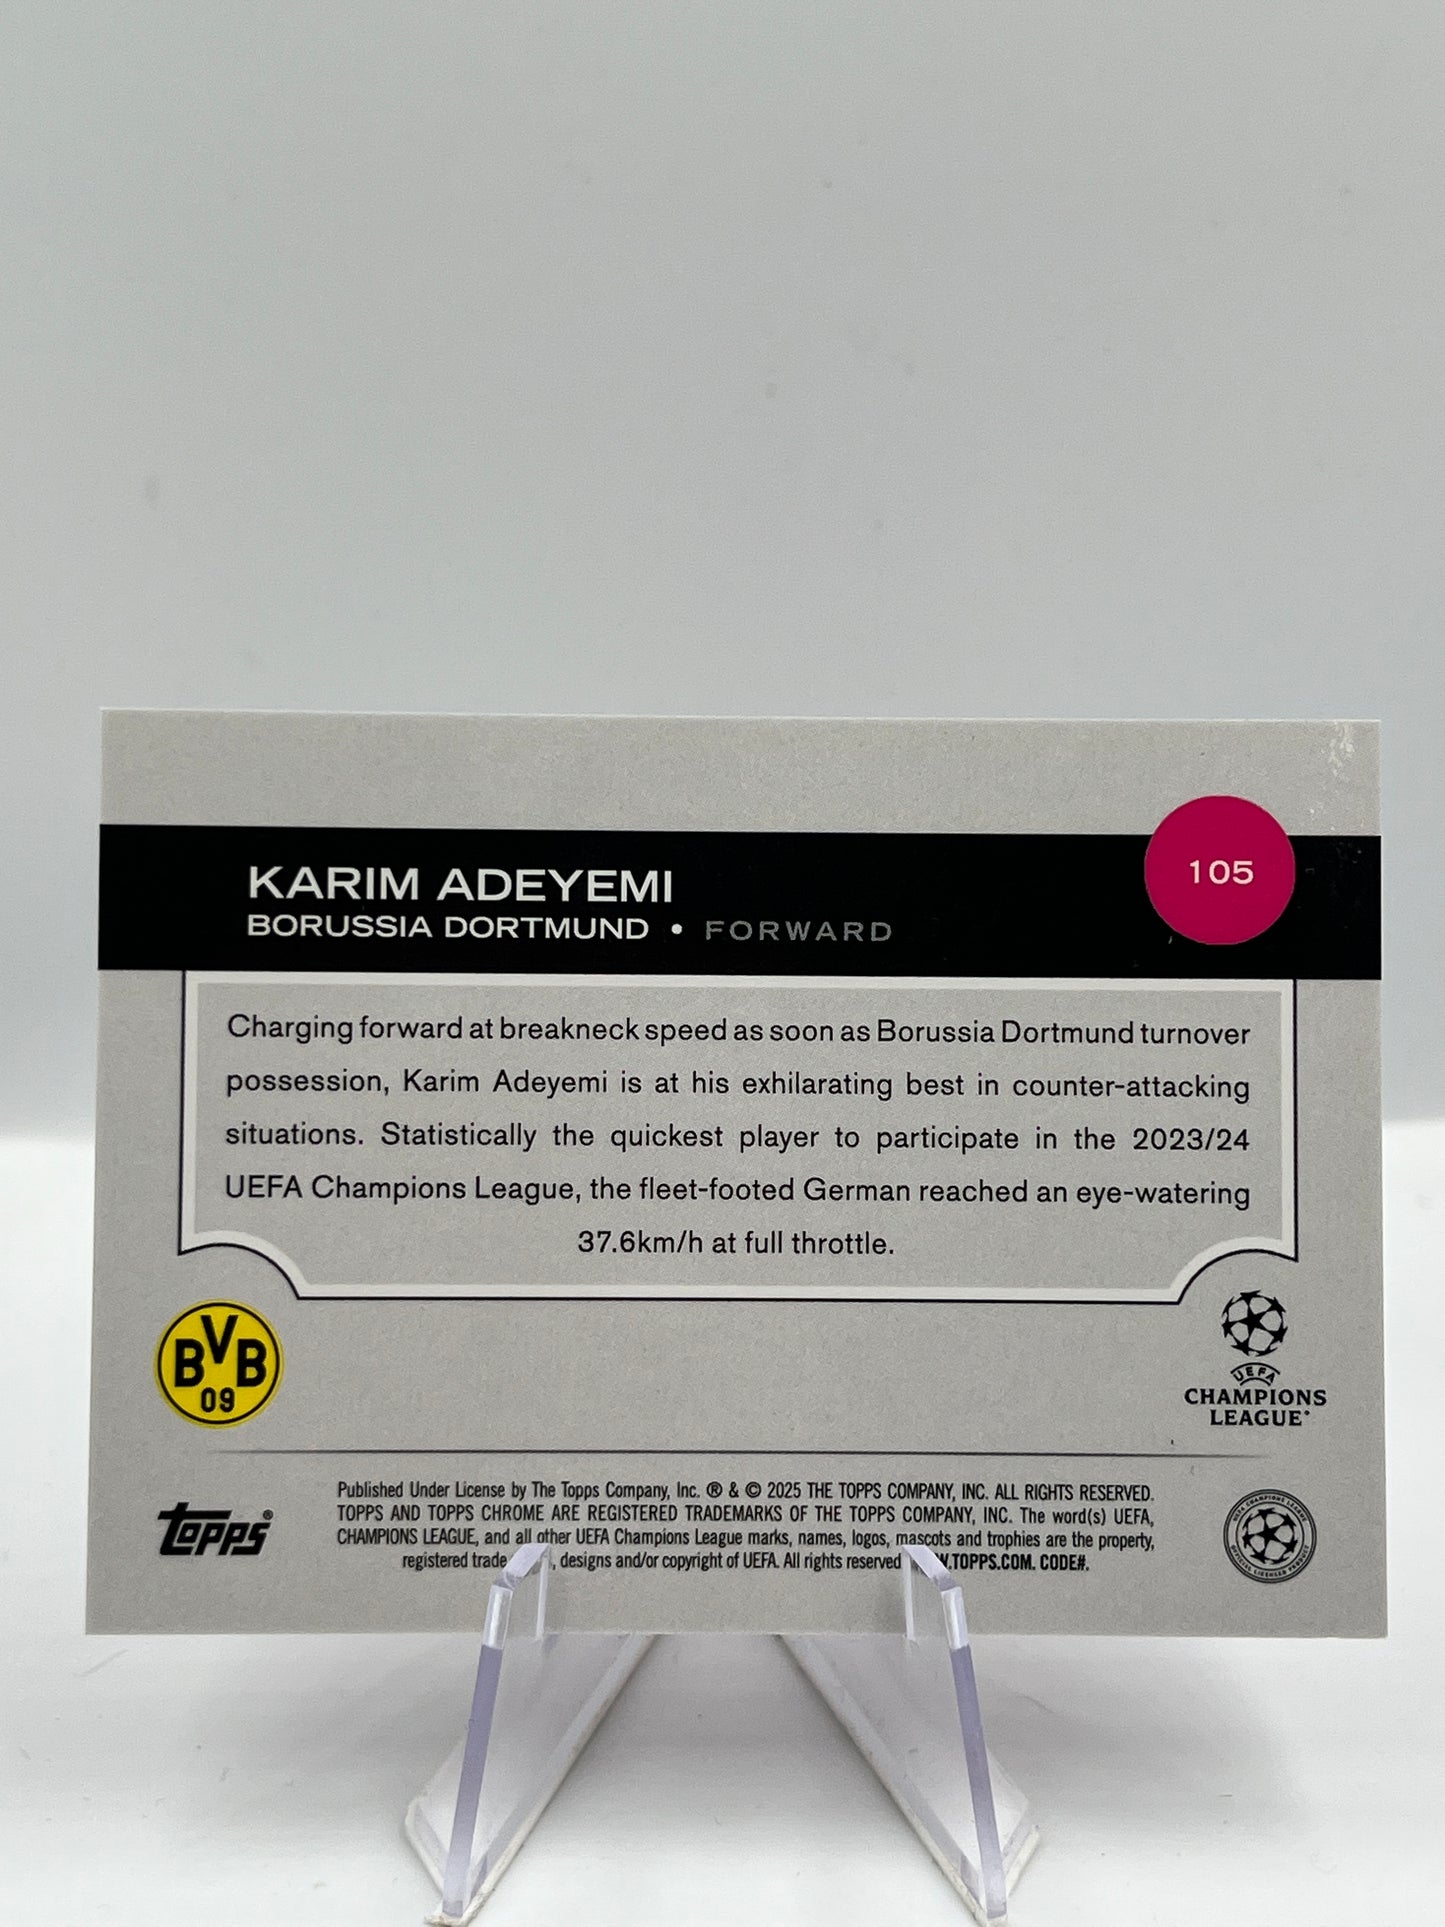 KARIM ADEYEMI
105
BORUSSIA DORTMUND • FORWARD
Charging forward at breakneck speed as soon as Borussia Dortmund turnover
possession, Karim Adeyemi is at his exhilarating best in counter-attacking
situations. Statistically the quickest player to participate in the 2023/24
UEFA Champions League, the fleet-footed German reached an eye-watering
37.6km/h at full throttle.
BVB
09
UEFA
CHAMPIONS
LEAGUE
topps®
Published Under License by The Topps Company, Inc. ® & © 2025 THE TOPPS COMPANY, INC. ALL RIGHTS RESERVED.
TOPPS AND TOPPS CHROME ARE REGISTERED TRADEMARKS OF THE TOPPS COMPANY, INC. The word(s) UEFA,
CHAMPIONS LEAGUE, and all other UEFA Champions League marks, names, logos, mascots and trophies are the property,
registered trade , designs and/or copyright of UEFA. All rights reserved .TOPPS.COM. CODE#.
UEFA CHAMPIONS LEAGUE
OFFICIAL LICENSED PRODUCT